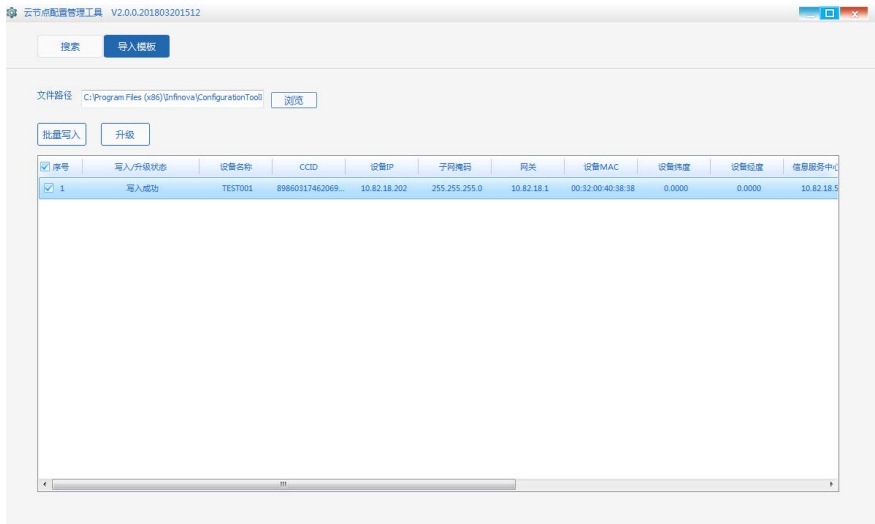 云节点配置管理工具 V2.0.0.201803201512
搜索 导入模板
文件路径 C:\Program Files (x86)\Infinova\ConfigurationTool 浏览
批量写入 升级
序号 写入/升级状态 设备名称 CCID 设备IP 子网掩码 网关 设备MAC 设备纬度 设备经度 信息服务中心
1 写入成功 TEST001 89860317462069... 10.82.18.202 255.255.255.0 10.82.18.1 00:32:00:40:38:38 0.0000 0.0000 10.82.18.5